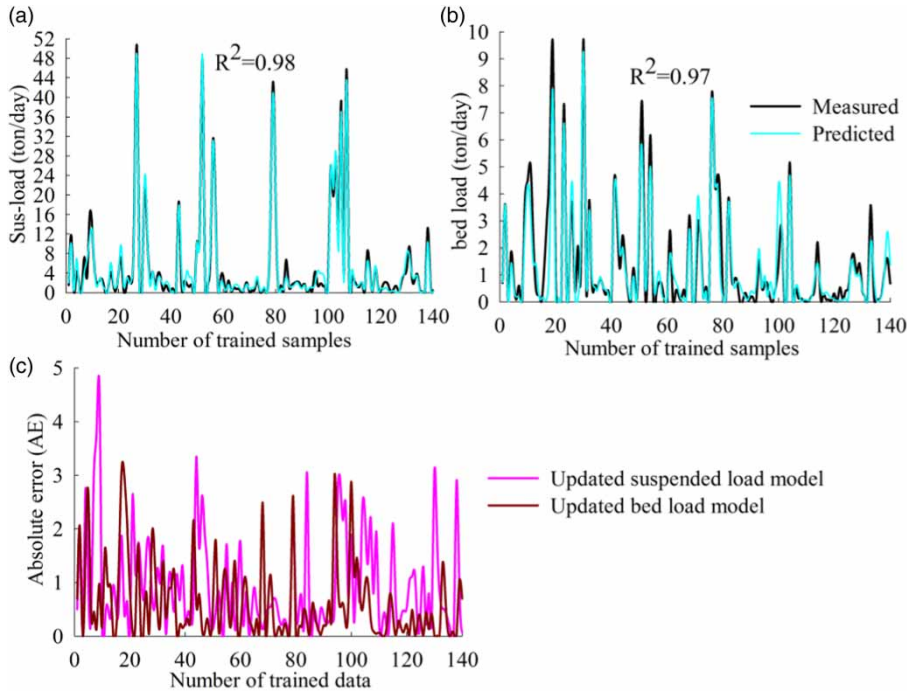 (a)
Sus-load (ton/day)
52
48
44
40
36
32
28
24
20
16
12
8
4
0
R2=0.98
0 20 40 60 80 100 120 140
Number of trained samples
(b)
bed load (ton/day)
10
9
8
7
6
5
4
3
2
1
0
R2=0.97
Measured
Predicted
0 20 40 60 80 100 120 140
Number of trained samples
(c)
Absolute error (AE)
5
4
3
2
1
0
0 20 40 60 80 100 120 140
Number of trained data
Updated suspended load model
Updated bed load model